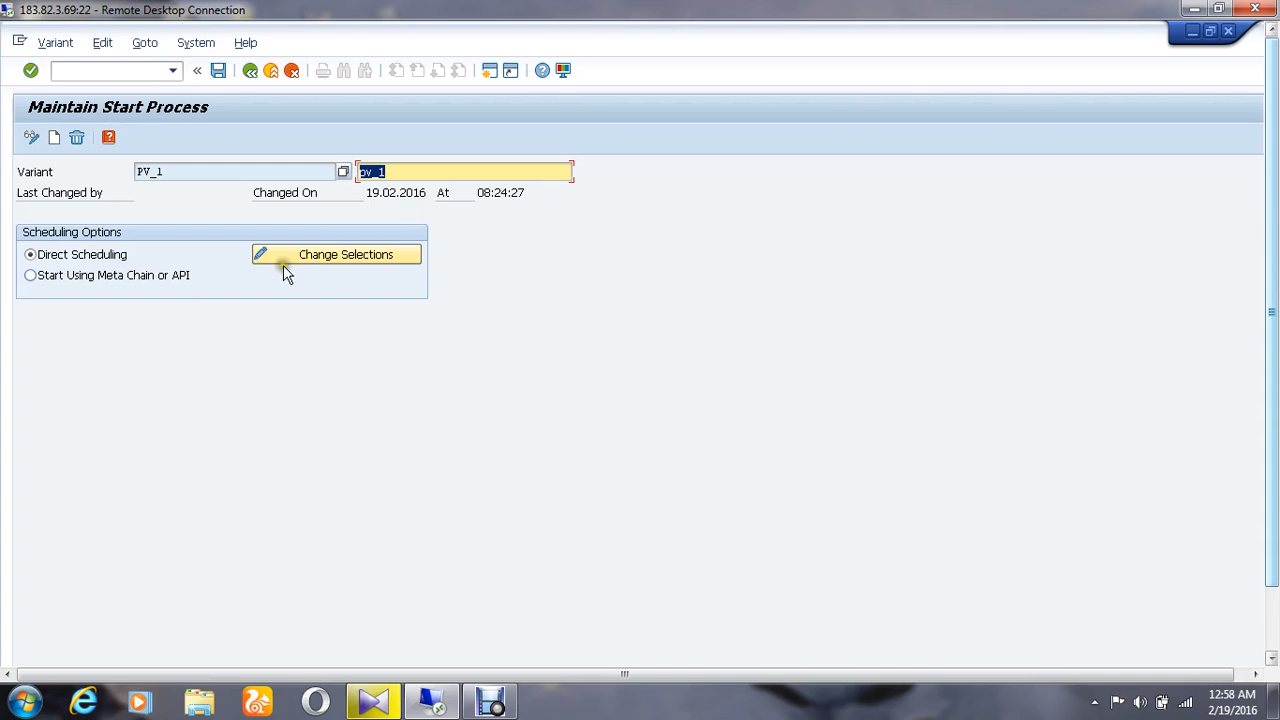 183.82.3.69:22 - Remote Desktop Connection
Variant Edit Goto System Help
Maintain Start Process
Variant PV_1 pv_1
Last Changed by Changed On 19.02.2016 At 08:24:27
Scheduling Options
Direct Scheduling Change Selections
Start Using Meta Chain or API
12:58 AM
2/19/2016